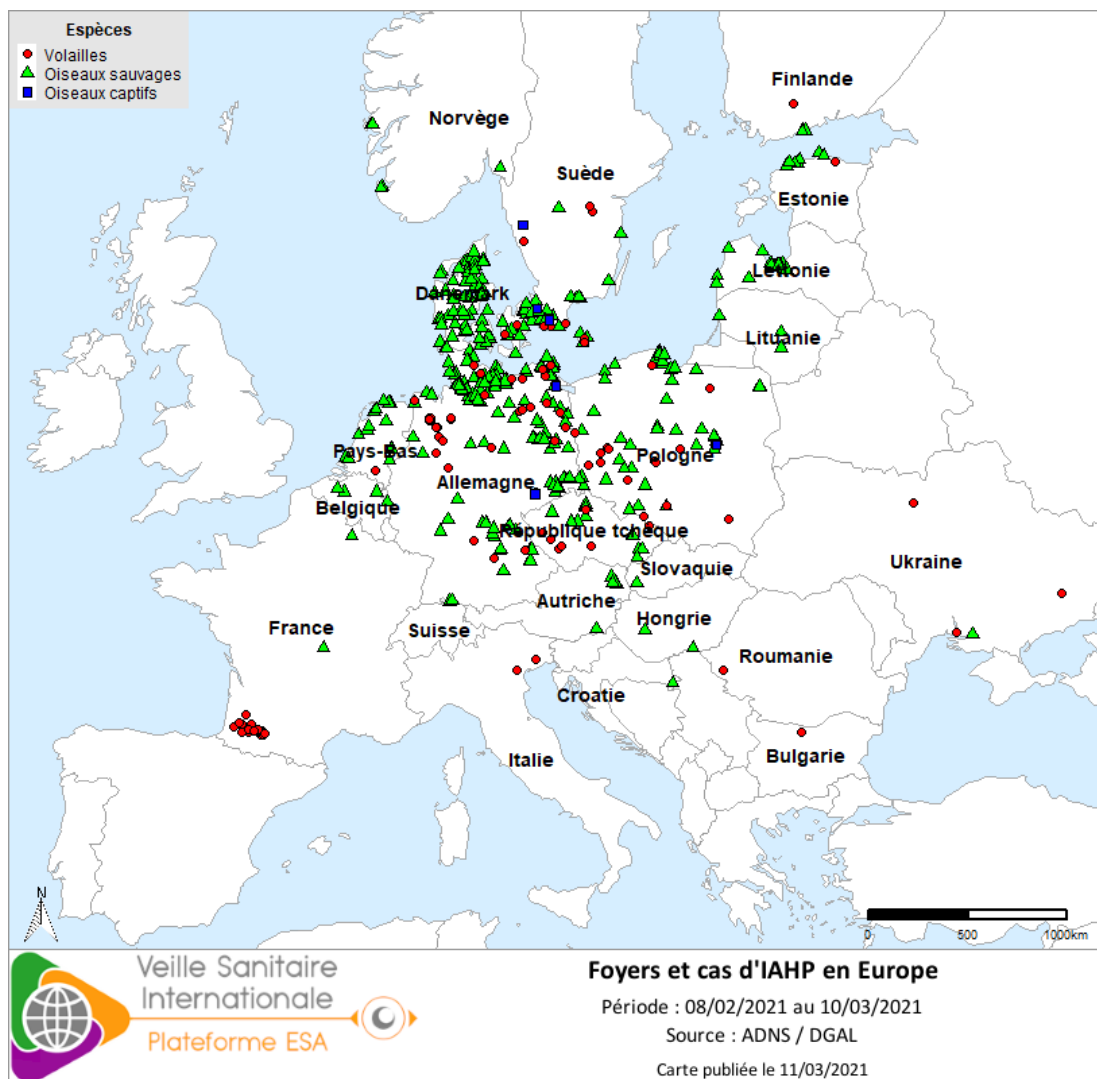 Espèces
Volailles
Oiseaux sauvages
Oiseaux captifs
Finlande
Norvège
Suède
Estonie
Lettonie
Danemark
Lituanie
Pays-Bas
Pologne
Allemagne
Belgique
République tchèque
Ukraine
Slovaquie
Autriche
Hongrie
France
Suisse
Roumanie
Croatie
Italie
Bulgarie
N
0 500 1000km
Veille Sanitaire
Internationale
Plateforme ESA
Foyers et cas d'IAHP en Europe
Période : 08/02/2021 au 10/03/2021
Source : ADNS / DGAL
Carte publiée le 11/03/2021